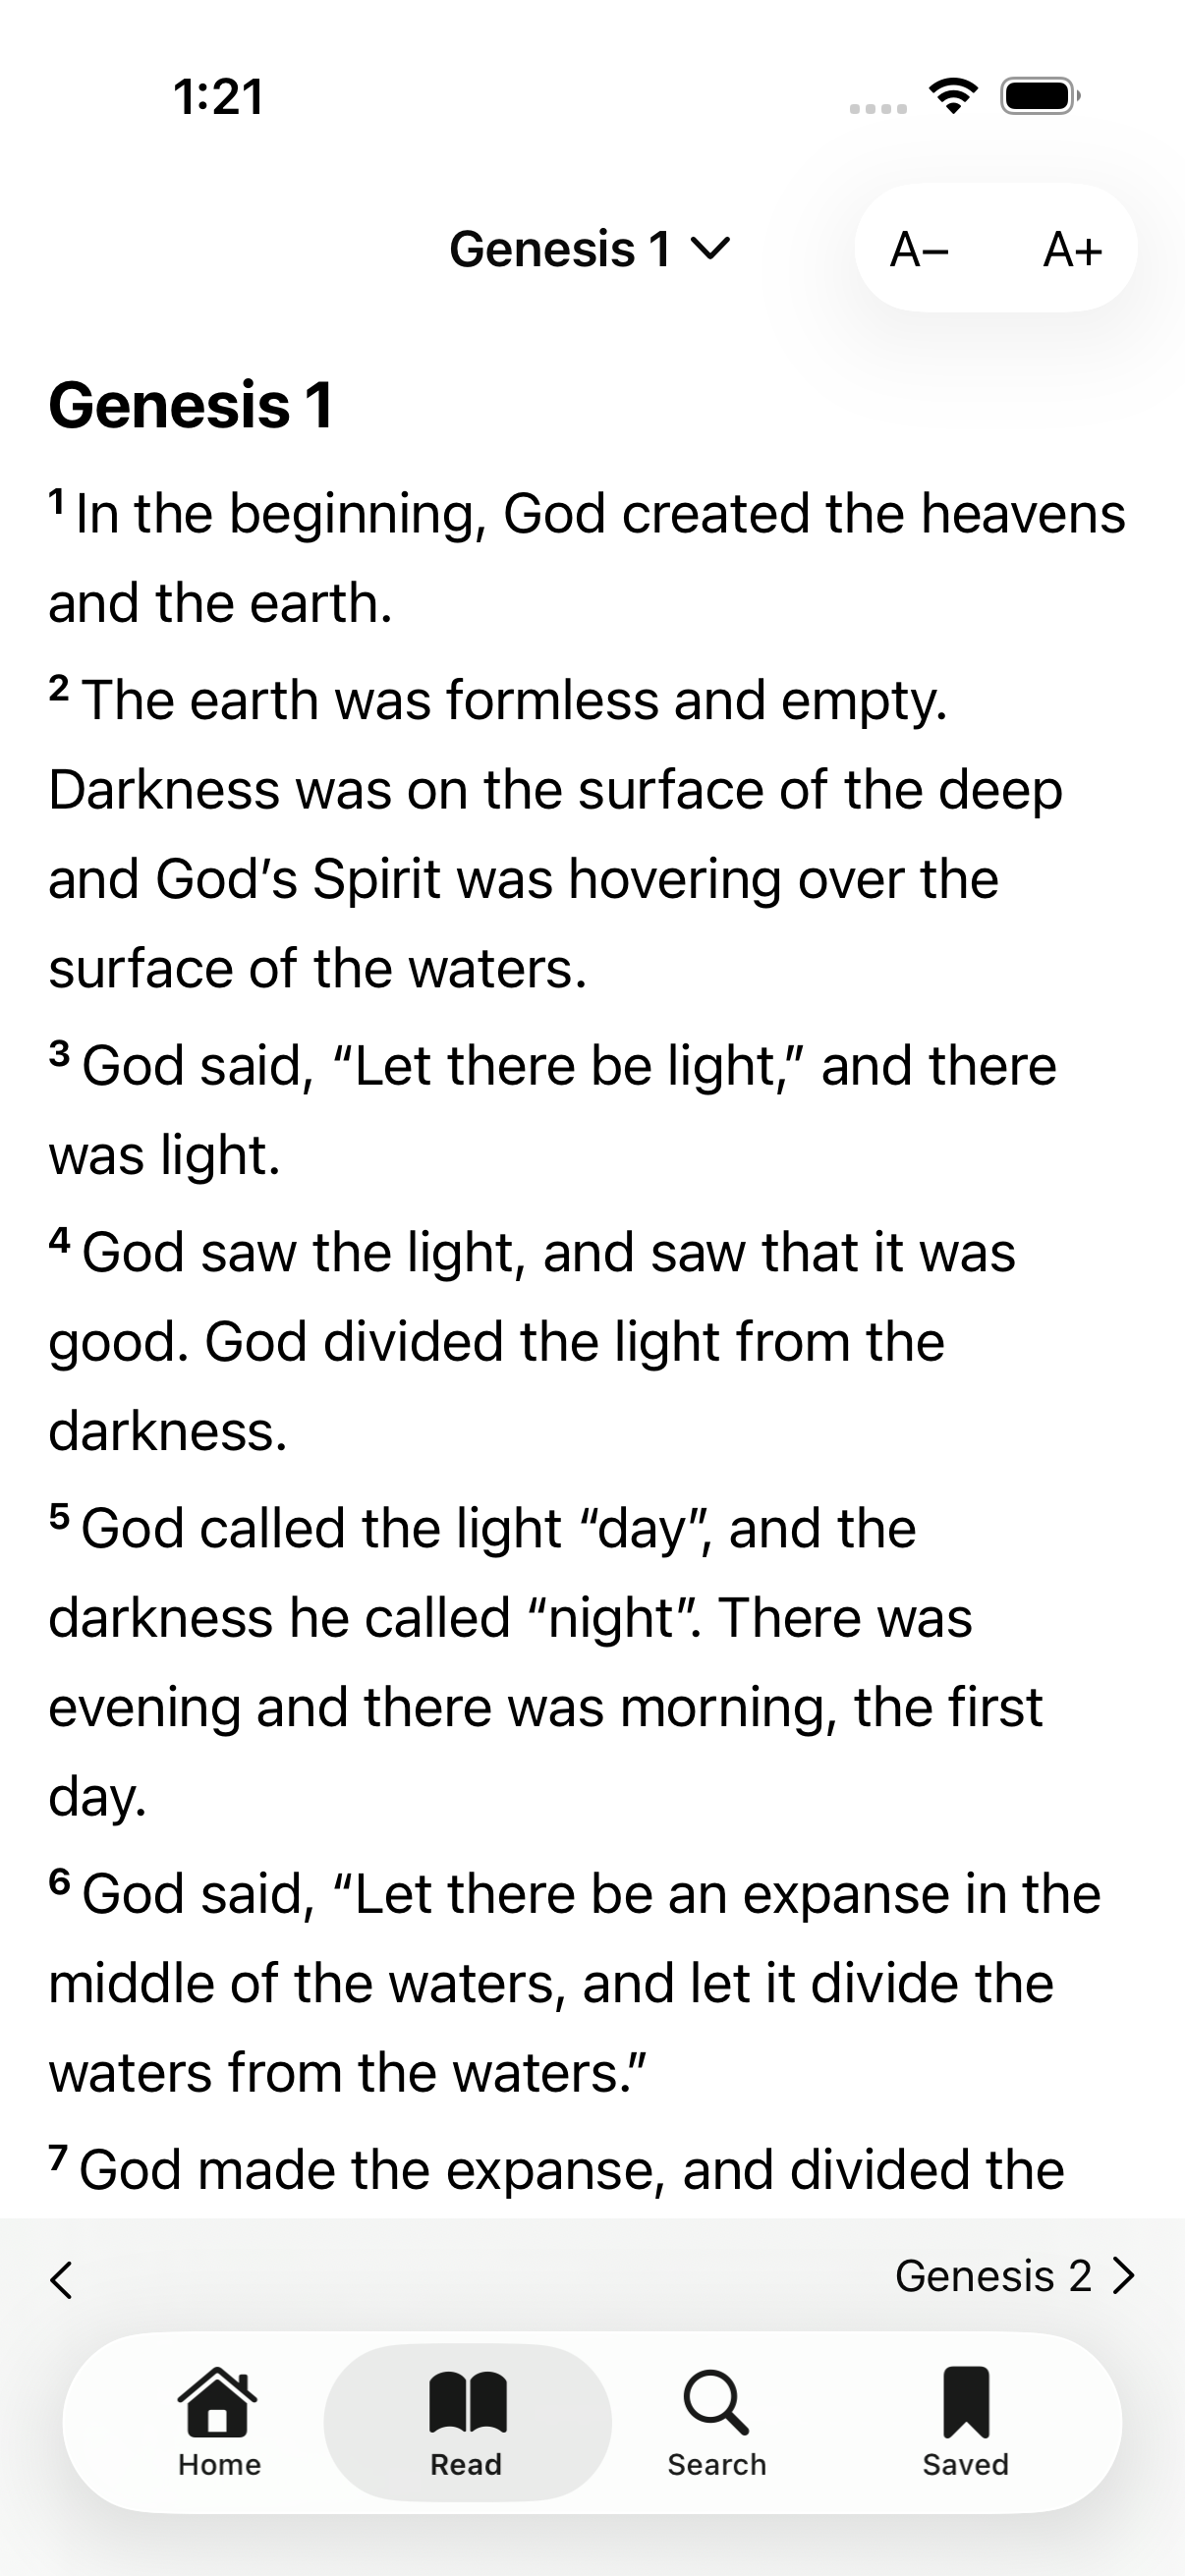 1:21
Genesis 1
A− A+
Genesis 1
1 In the beginning, God created the heavens
and the earth.
2 The earth was formless and empty.
Darkness was on the surface of the deep
and God’s Spirit was hovering over the
surface of the waters.
3 God said, “Let there be light,” and there
was light.
4 God saw the light, and saw that it was
good. God divided the light from the
darkness.
5 God called the light “day”, and the
darkness he called “night”. There was
evening and there was morning, the first
day.
6 God said, “Let there be an expanse in the
middle of the waters, and let it divide the
waters from the waters.”
7 God made the expanse, and divided the
Genesis 2
Home Read Search Saved